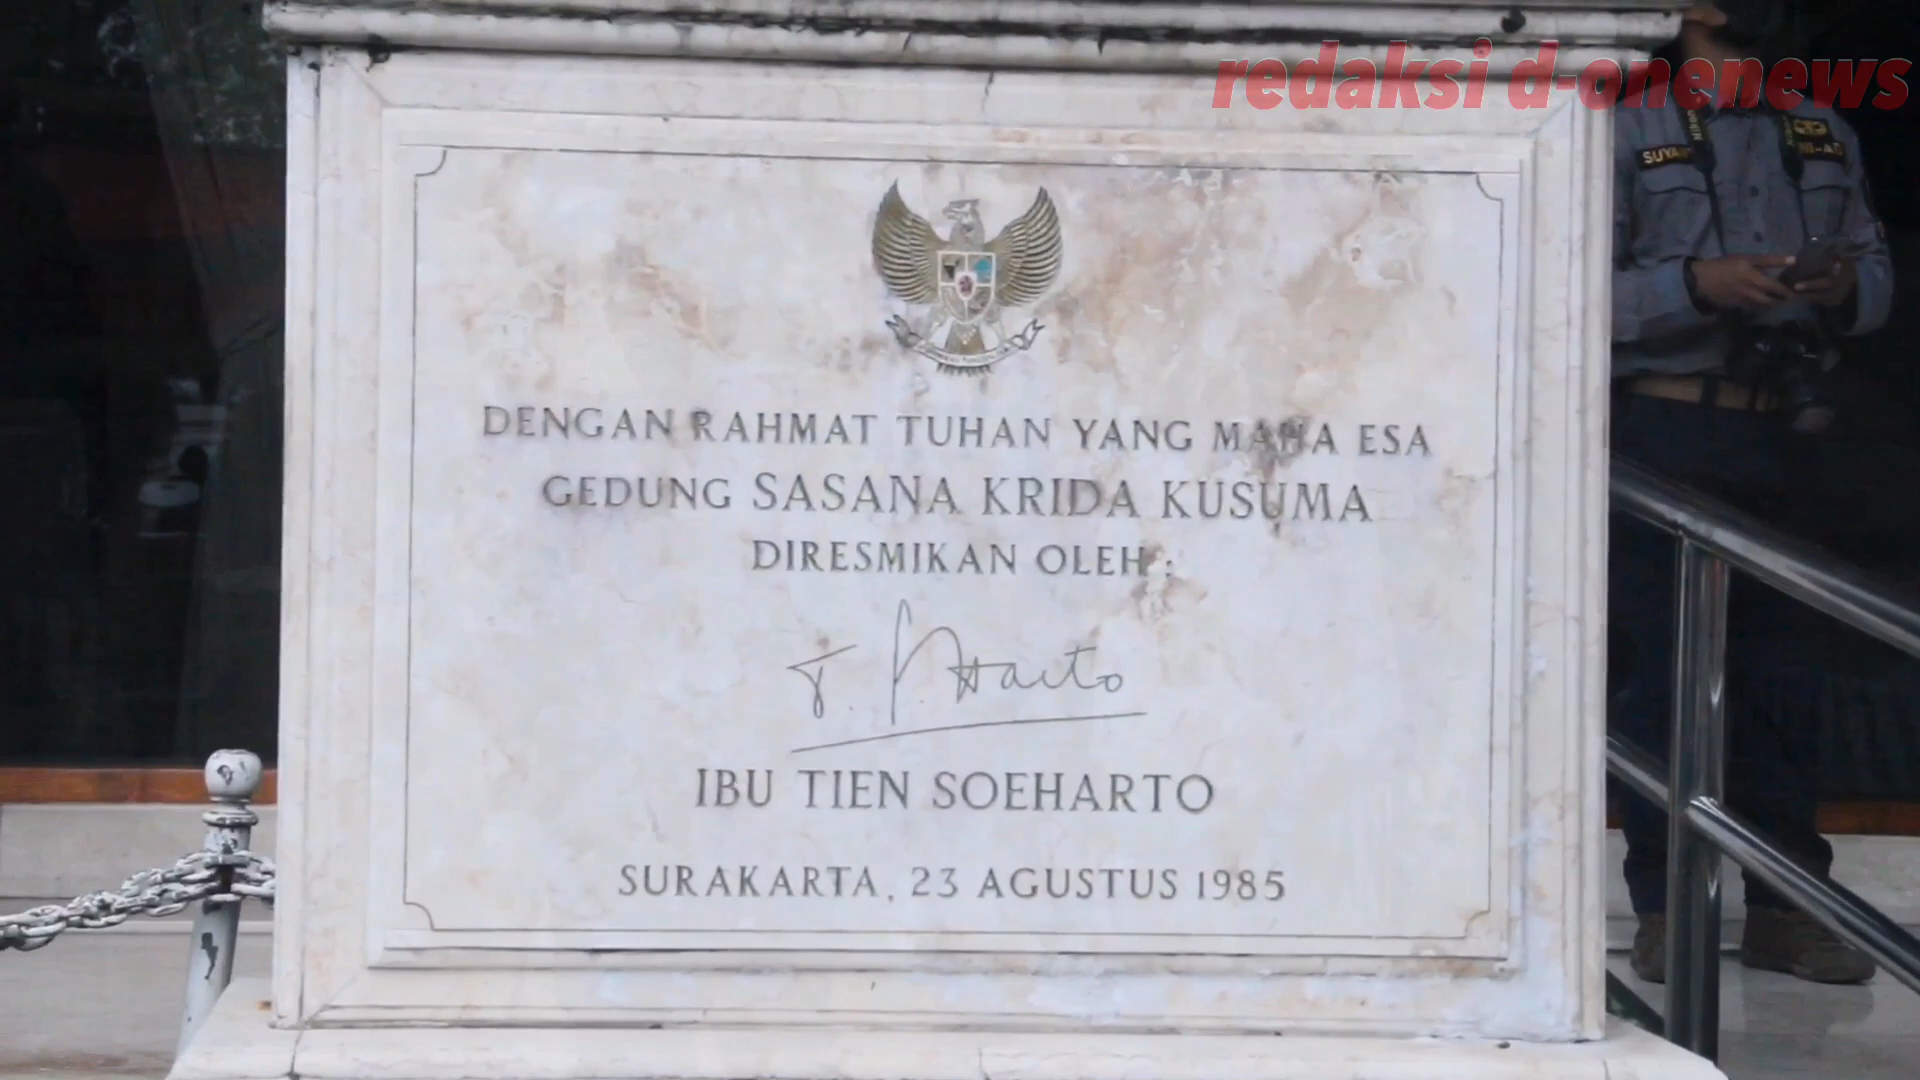 redaksi d-onenews
DENGAN RAHMAT TUHAN YANG MAHA ESA
GEDUNG SASANA KRIDA KUSUMA
DIRESMIKAN OLEH :
IBU TIEN SOEHARTO
SURAKARTA, 23 AGUSTUS 1985